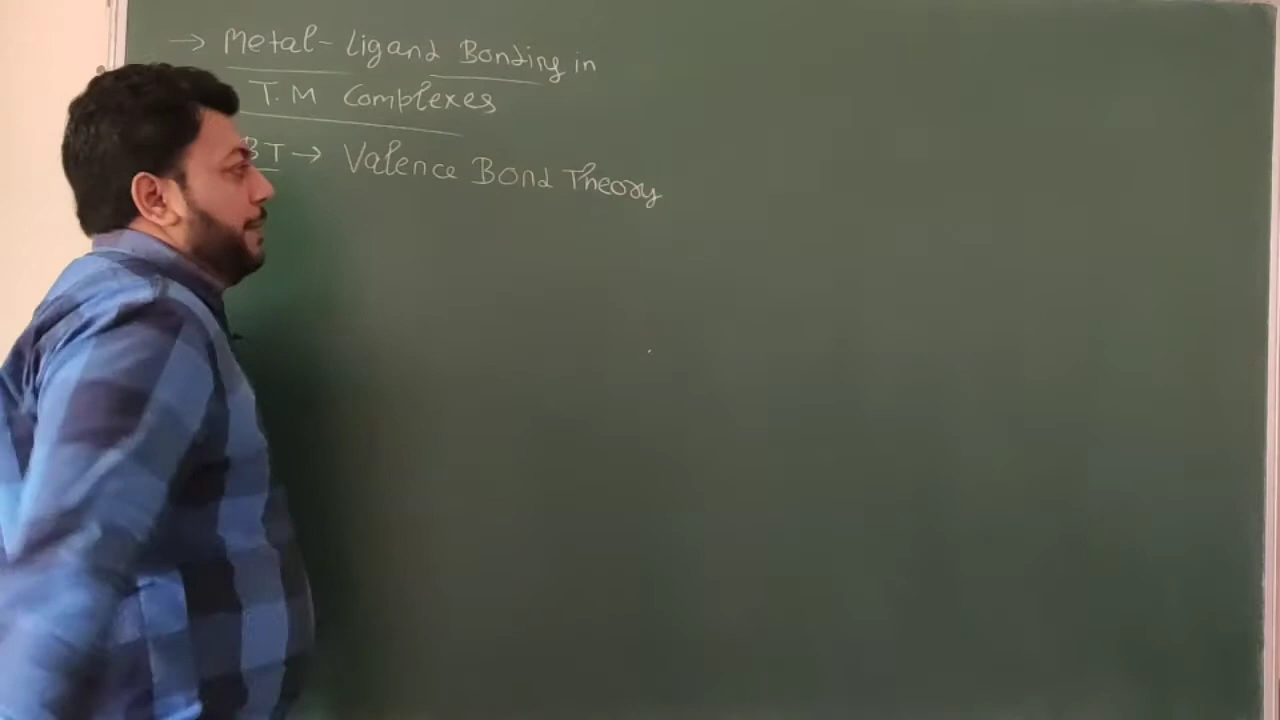 → Metal-Ligand Bonding in
T.M Complexes
BT → Valence Bond Theory